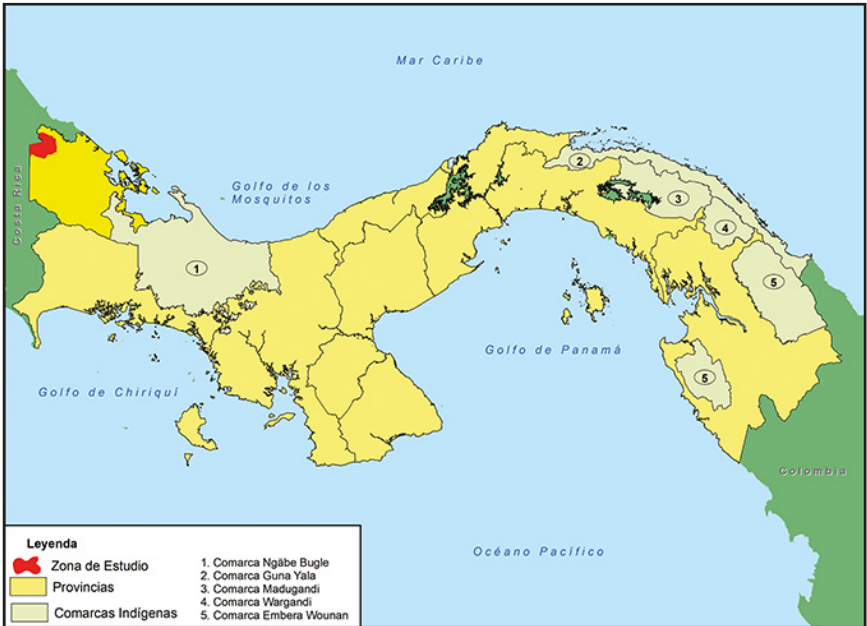 Mar Caribe
Costa Rica
Golfo de los
Mosquitos
2
3
4
1
5
Golfo de Panamá
5
Golfo de Chiriquí
Colombia
Océano Pacífico
Leyenda
Zona de Estudio
Provincias
Comarcas Indígenas
1. Comarca Ngäbe Bugle
2. Comarca Guna Yala
3. Comarca Madugandi
4. Comarca Wargandi
5. Comarca Embera Wounan